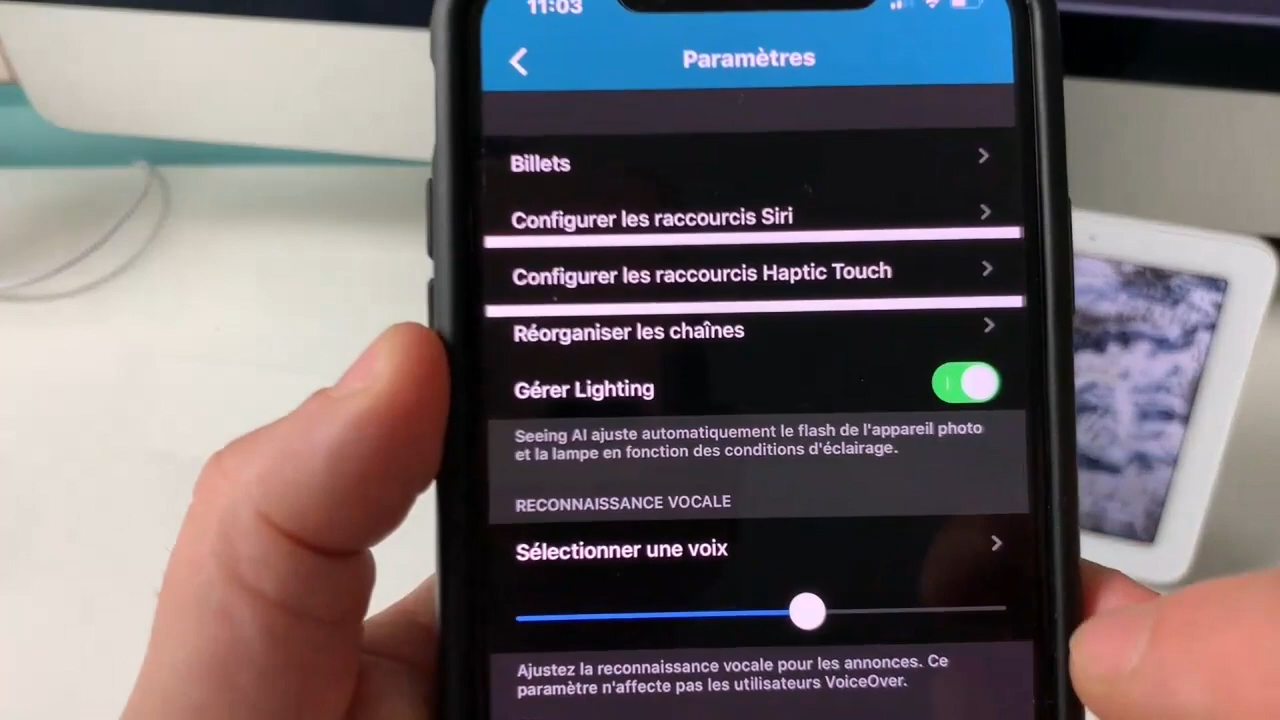 11:03
Paramètres
Billets
Configurer les raccourcis Siri
Configurer les raccourcis Haptic Touch
Réorganiser les chaînes
Gérer Lighting
Seeing AI ajuste automatiquement le flash de l'appareil photo
et la lampe en fonction des conditions d'éclairage.
RECONNAISSANCE VOCALE
Sélectionner une voix
Ajustez la reconnaissance vocale pour les annonces. Ce
paramètre n'affecte pas les utilisateurs VoiceOver.